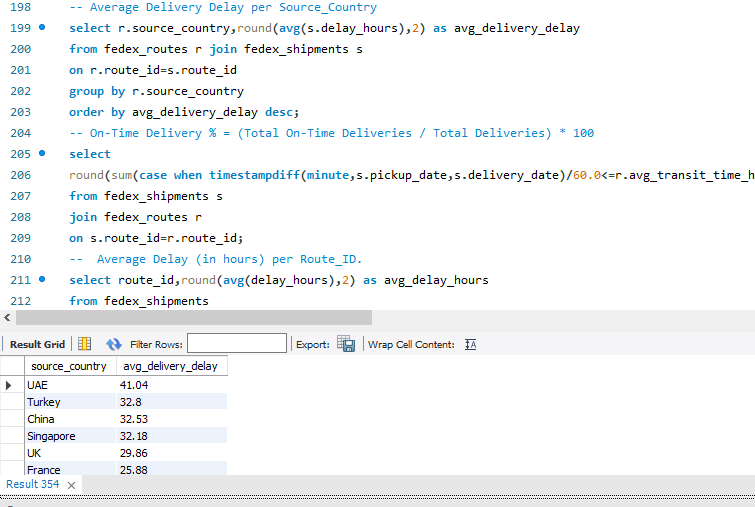 198 -- Average Delivery Delay per Source_Country
199 select r.source_country,round(avg(s.delay_hours),2) as avg_delivery_delay
200 from fedex_routes r join fedex_shipments s
201 on r.route_id=s.route_id
202 group by r.source_country
203 order by avg_delivery_delay desc;
204 -- On-Time Delivery % = (Total On-Time Deliveries / Total Deliveries) * 100
205 select
206 round(sum(case when timestampdiff(minute,s.pickup_date,s.delivery_date)/60.0<=r.avg_transit_time_h
207 from fedex_shipments s
208 join fedex_routes r
209 on s.route_id=r.route_id;
210 --  Average Delay (in hours) per Route_ID.
211 select route_id,round(avg(delay_hours),2) as avg_delay_hours
212 from fedex_shipments
Result Grid Filter Rows: Export: Wrap Cell Content:
source_country avg_delivery_delay
UAE 41.04
Turkey 32.8
China 32.53
Singapore 32.18
UK 29.86
France 25.88
Result 354